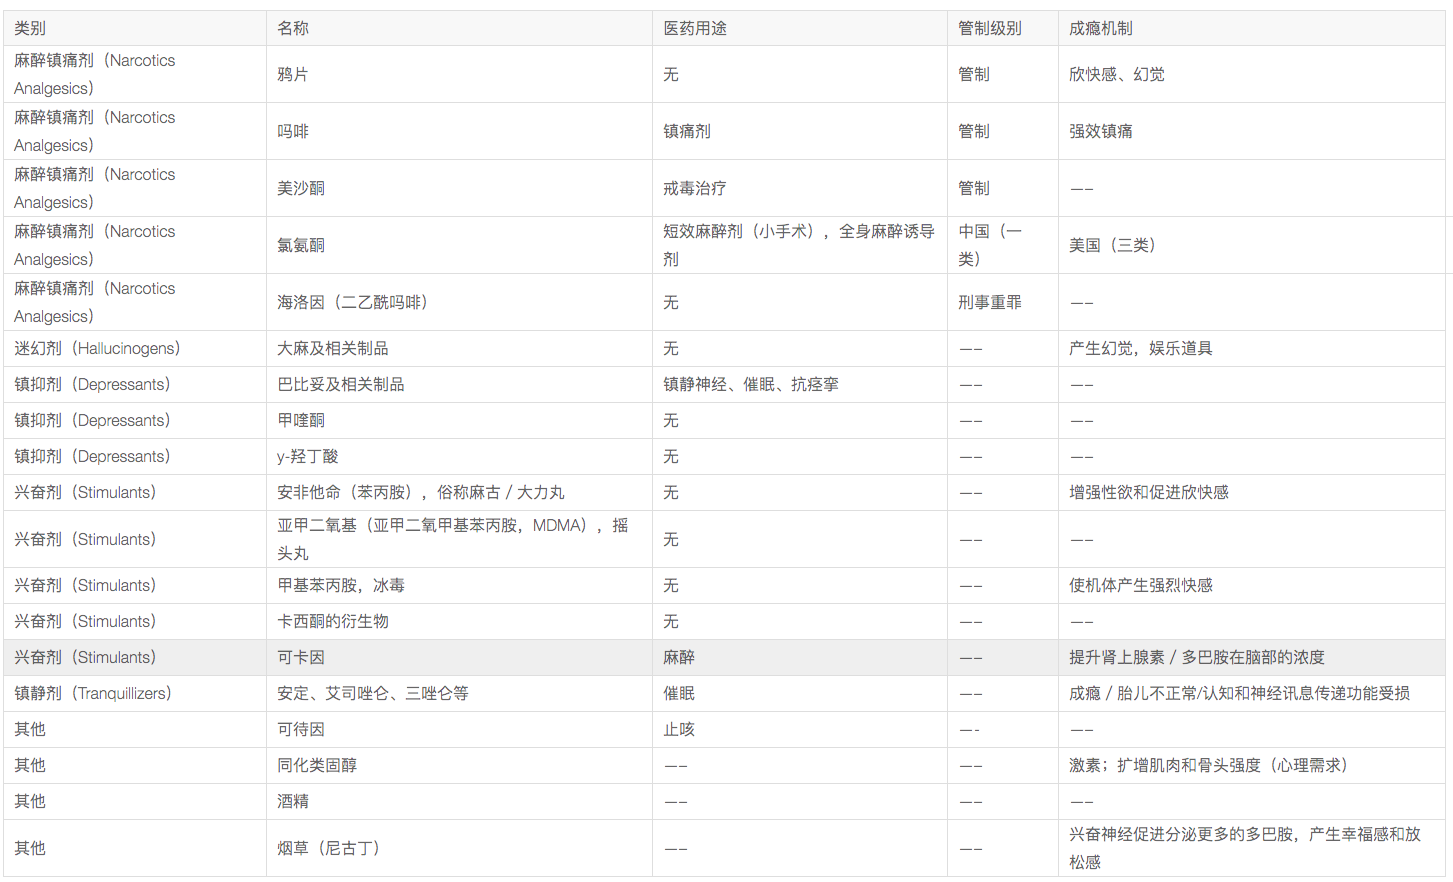 类别 名称 医药用途 管制级别 成瘾机制
麻醉镇痛剂（Narcotics
Analgesics） 鸦片 无 管制 欣快感、幻觉
麻醉镇痛剂（Narcotics
Analgesics） 吗啡 镇痛剂 管制 强效镇痛
麻醉镇痛剂（Narcotics
Analgesics） 美沙酮 戒毒治疗 管制 ——
麻醉镇痛剂（Narcotics
Analgesics） 氯氨酮 短效麻醉剂（小手术），全身麻醉诱导
剂 中国（一
类） 美国（三类）
麻醉镇痛剂（Narcotics
Analgesics） 海洛因（二乙酰吗啡） 无 刑事重罪 ——
迷幻剂（Hallucinogens） 大麻及相关制品 无 —— 产生幻觉，娱乐道具
镇抑剂（Depressants） 巴比妥及相关制品 镇静神经、催眠、抗痉挛 —— ——
镇抑剂（Depressants） 甲喹酮 无 —— ——
镇抑剂（Depressants） y-羟丁酸 无 —— ——
兴奋剂（Stimulants） 安非他命（苯丙胺），俗称麻古 / 大力丸 无 —— 增强性欲和促进欣快感
兴奋剂（Stimulants） 亚甲二氧基（亚甲二氧甲基苯丙胺，MDMA），摇
头丸 无 —— ——
兴奋剂（Stimulants） 甲基苯丙胺，冰毒 无 —— 使机体产生强烈快感
兴奋剂（Stimulants） 卡西酮的衍生物 无 —— ——
兴奋剂（Stimulants） 可卡因 麻醉 —— 提升肾上腺素 / 多巴胺在脑部的浓度
镇静剂（Tranquillizers） 安定、艾司唑仑、三唑仑等 催眠 —— 成瘾 / 胎儿不正常/认知和神经讯息传递功能受损
其他 可待因 止咳 —- ——
其他 同化类固醇 —— —— 激素；扩增肌肉和骨头强度（心理需求）
其他 酒精 —— —— ——
其他 烟草（尼古丁） —— —— 兴奋神经促进分泌更多的多巴胺，产生幸福感和放
松感